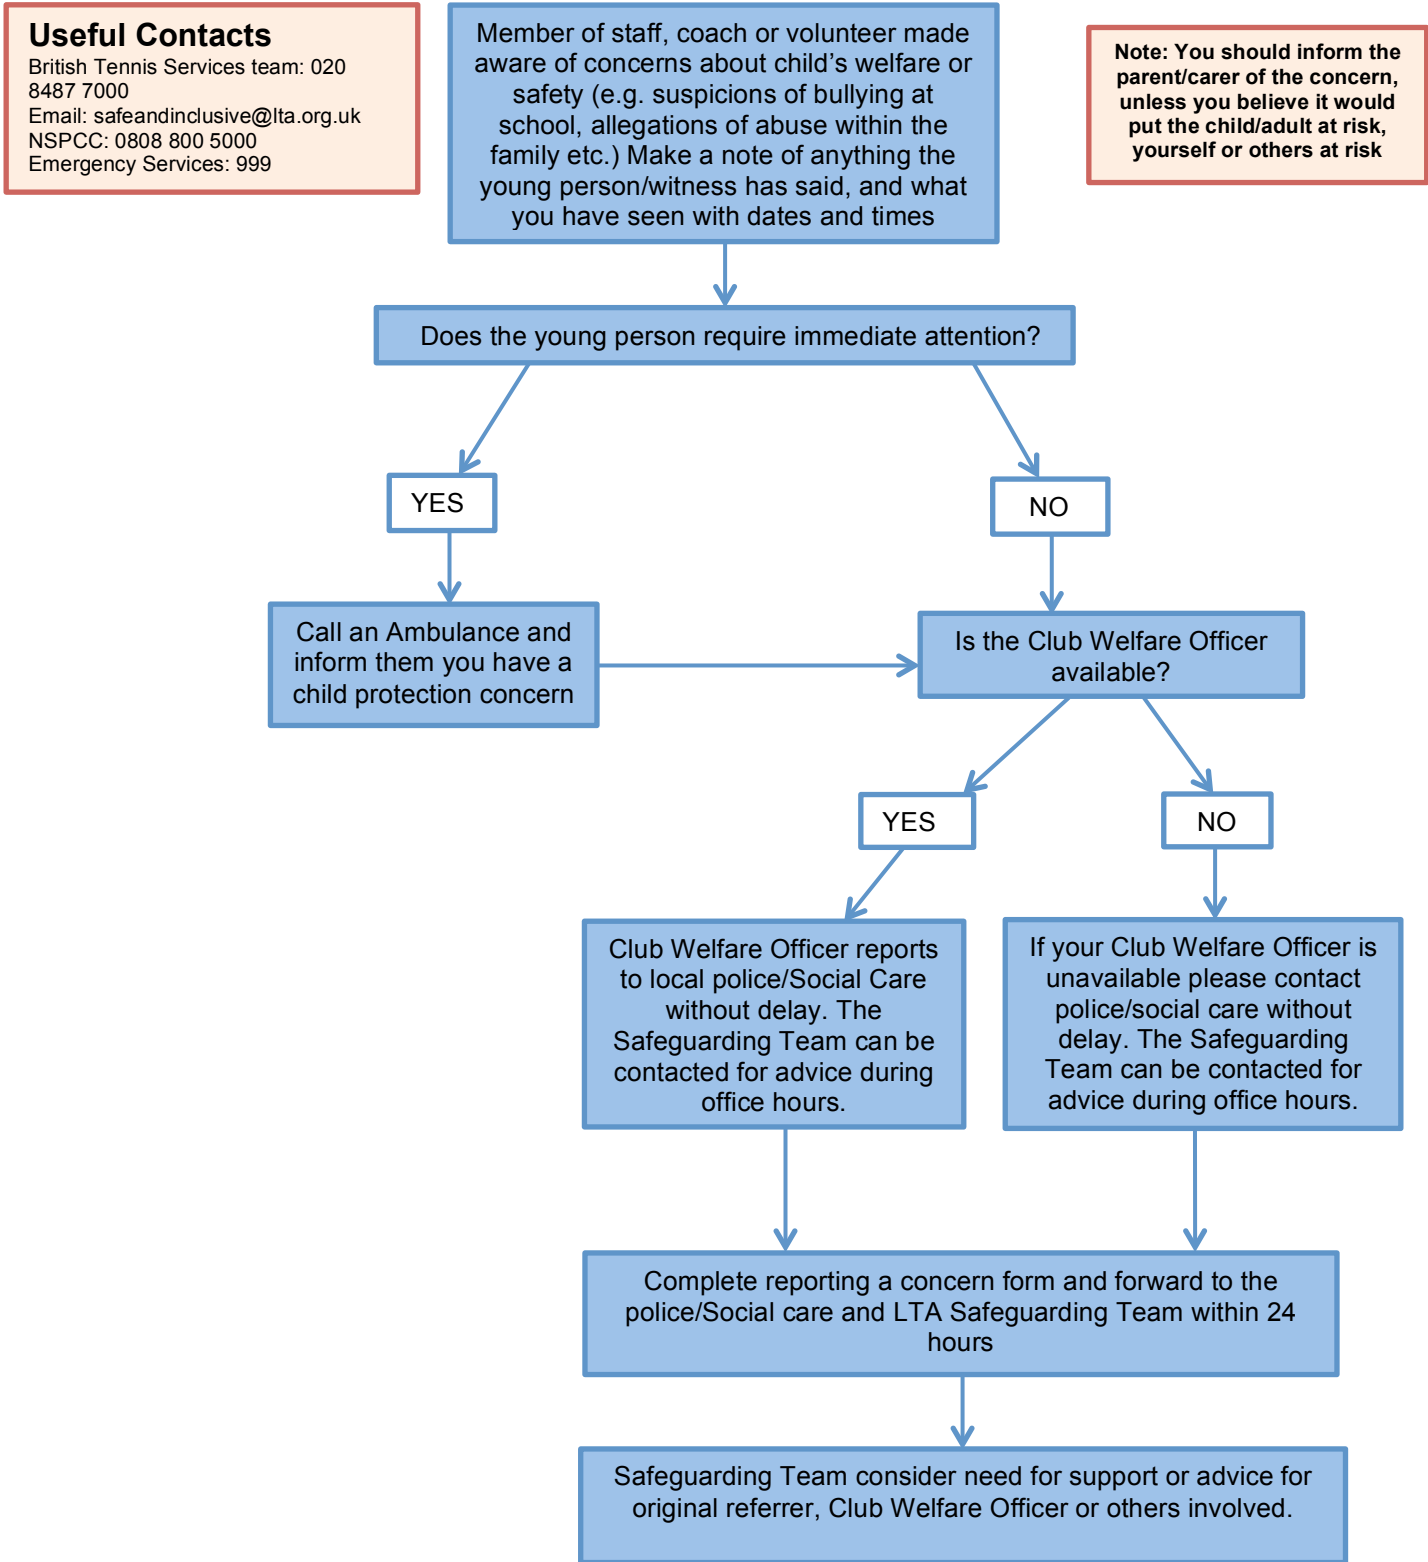 Useful Contacts
British Tennis Services team: 020
8487 7000
Email: safeandinclusive@lta.org.uk
NSPCC: 0808 800 5000
Emergency Services: 999
Member of staff, coach or volunteer made
aware of concerns about child’s welfare or
safety (e.g. suspicions of bullying at
school, allegations of abuse within the
family etc.) Make a note of anything the
young person/witness has said, and what
you have seen with dates and times
Note: You should inform the
parent/carer of the concern,
unless you believe it would
put the child/adult at risk,
yourself or others at risk
Does the young person require immediate attention?
YES
NO
Call an Ambulance and
inform them you have a
child protection concern
Is the Club Welfare Officer
available?
YES
NO
Club Welfare Officer reports
to local police/Social Care
without delay. The
Safeguarding Team can be
contacted for advice during
office hours.
If your Club Welfare Officer is
unavailable please contact
police/social care without
delay. The Safeguarding
Team can be contacted for
advice during office hours.
Complete reporting a concern form and forward to the
police/Social care and LTA Safeguarding Team within 24
hours
Safeguarding Team consider need for support or advice for
original referrer, Club Welfare Officer or others involved.